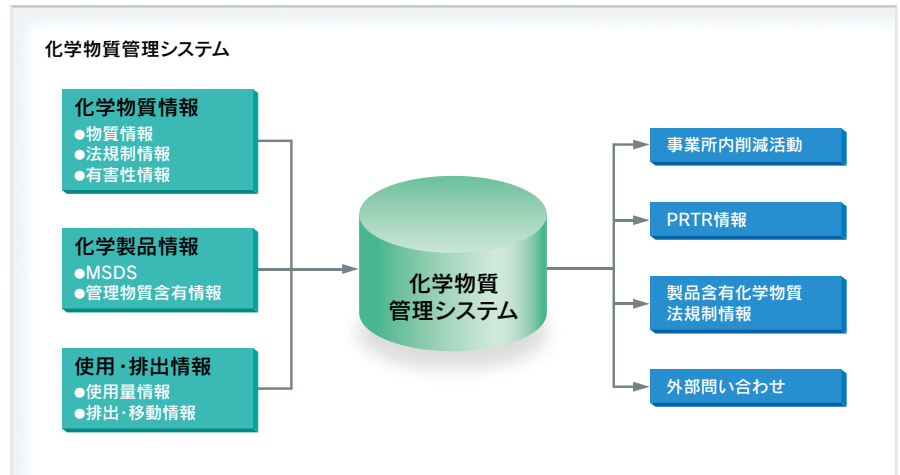 化学物質管理システム
化学物質情報
●物質情報
●法規制情報
●有害性情報
化学製品情報
●MSDS
●管理物質含有情報
使用・排出情報
●使用量情報
●排出・移動情報
化学物質
管理システム
事業所内削減活動
PRTR情報
製品含有化学物質
法規制情報
外部問い合わせ